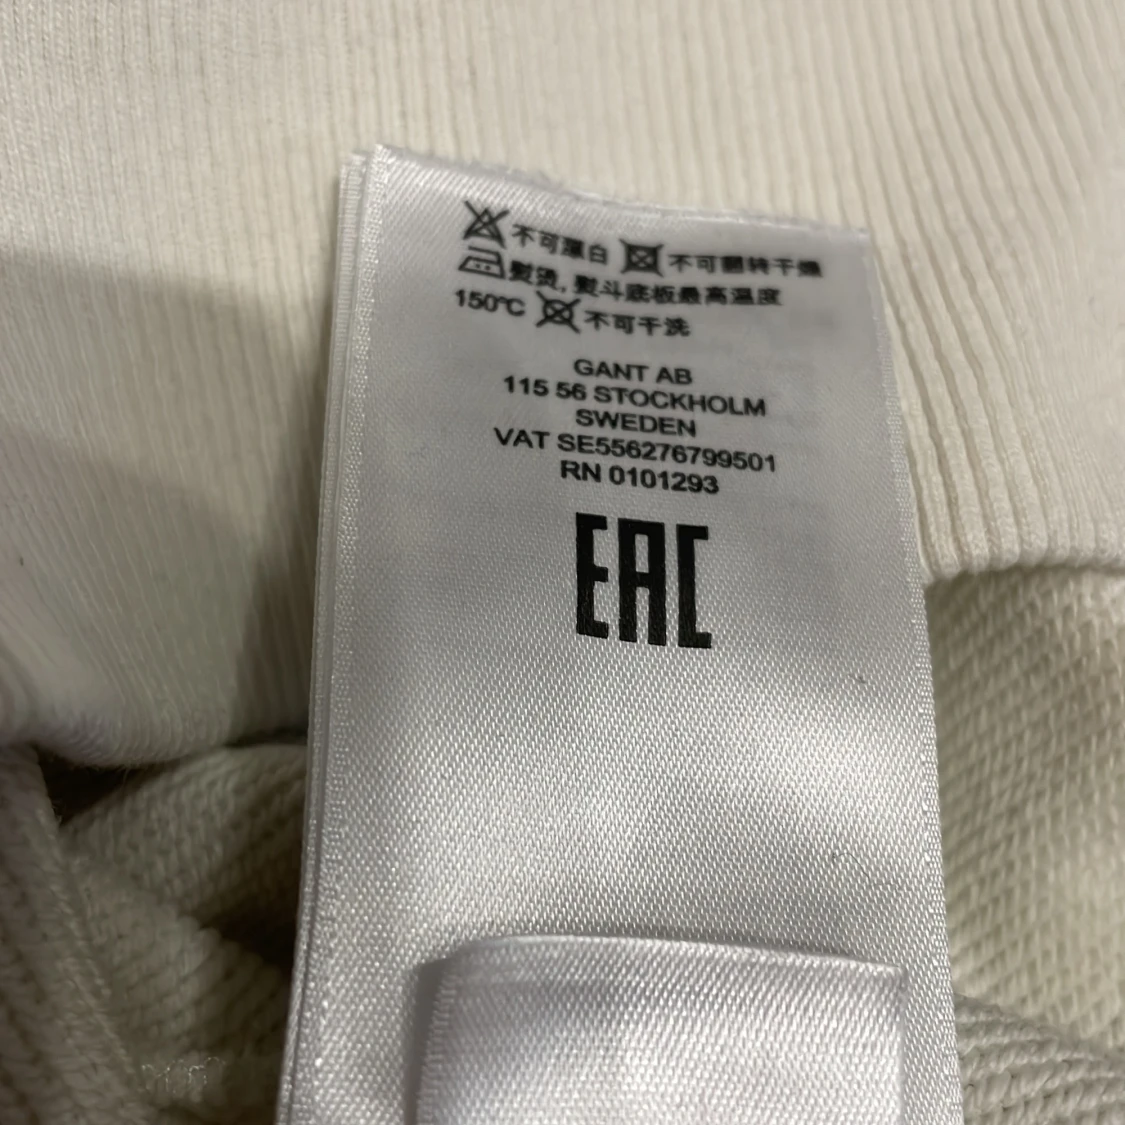 不可漂白 不可翻转干燥
熨烫,熨斗底板最高温度
150℃ 不可干洗
GANT AB
115 56 STOCKHOLM
SWEDEN
VAT SE556276799501
RN 0101293
EAC